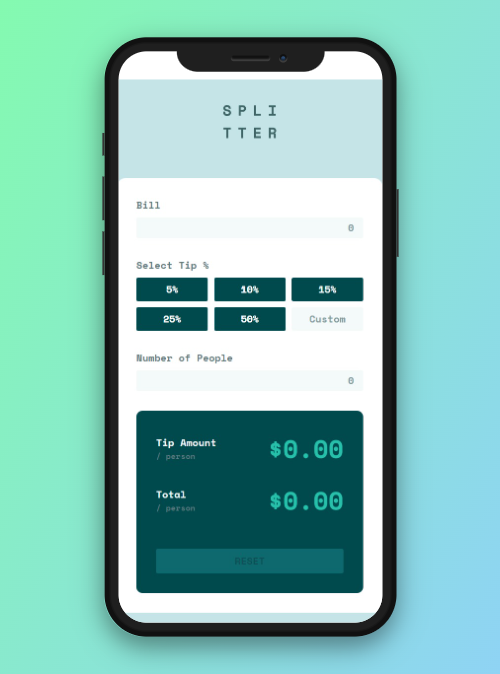 SPLI
TTER
Bill
0
Select Tip %
5% 10% 15%
25% 50% Custom
Number of People
0
Tip Amount $0.00
/ person
Total $0.00
/ person
RESET